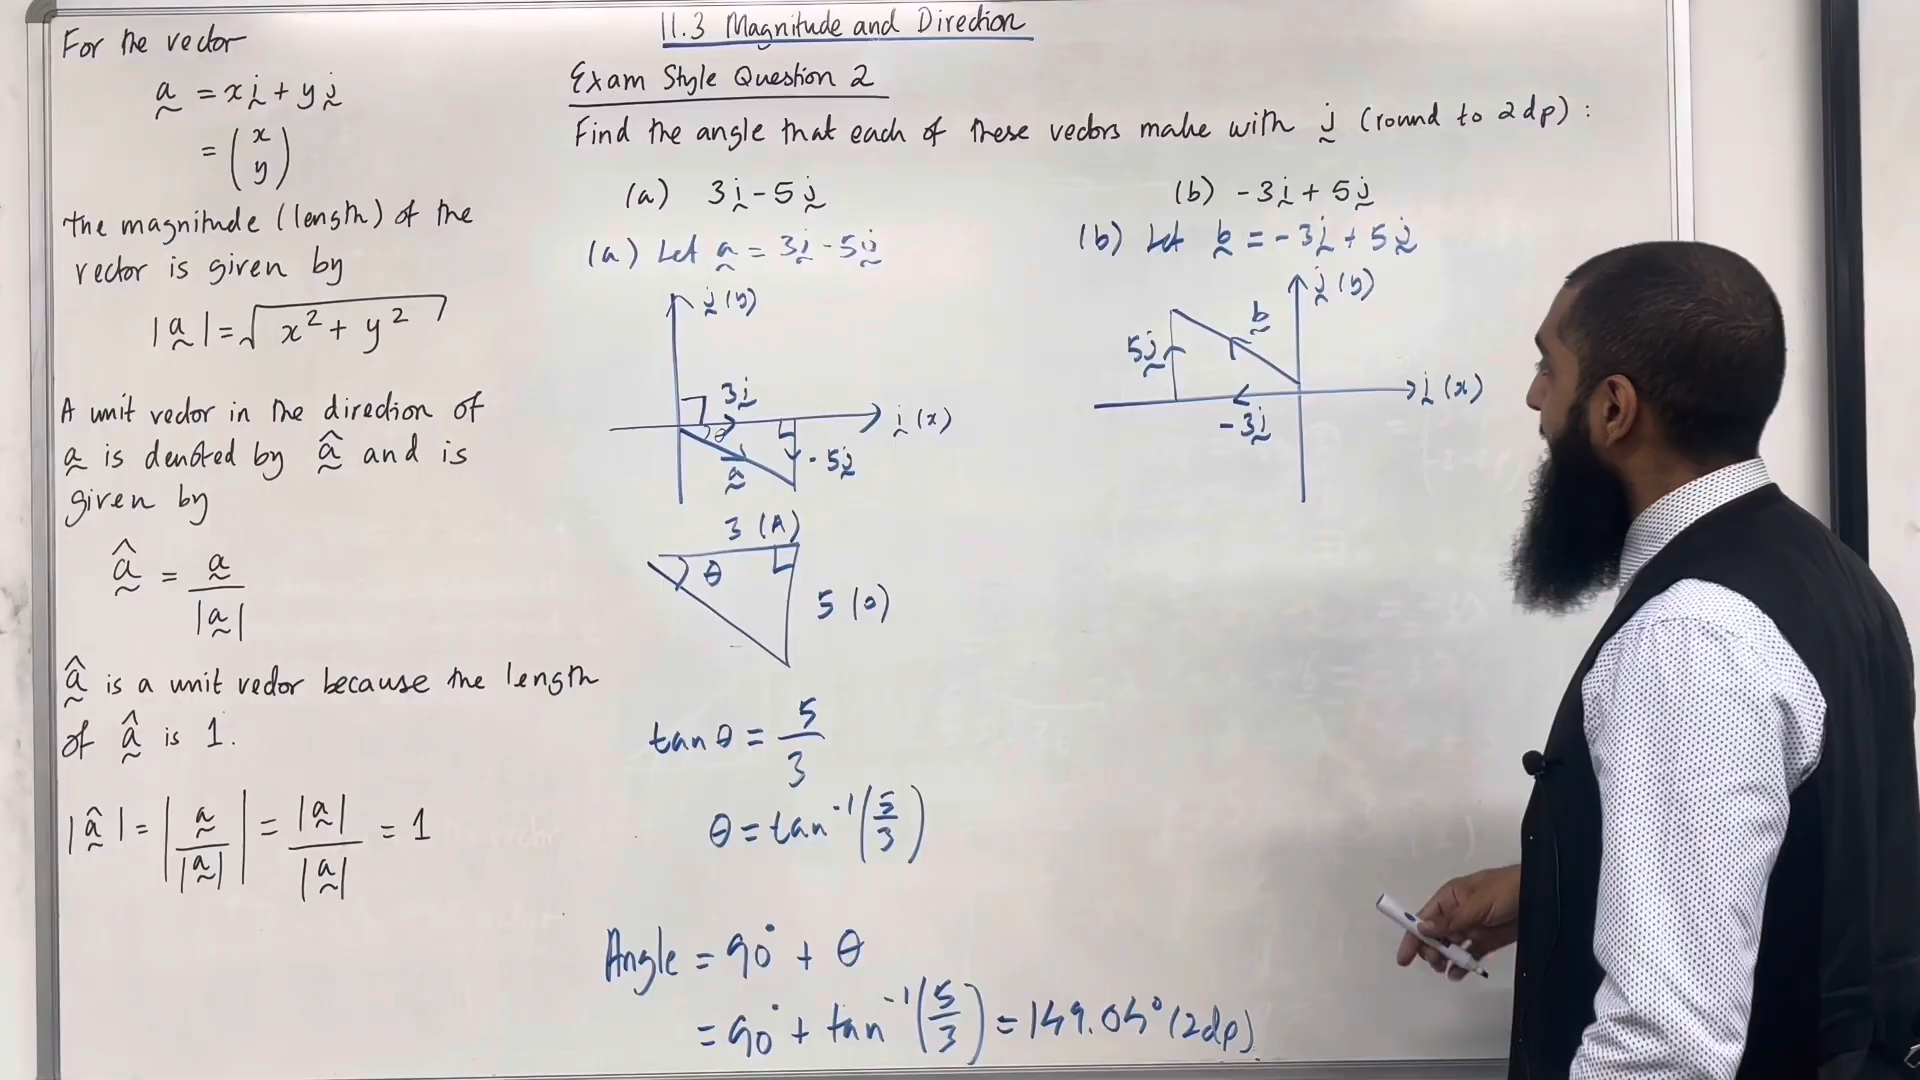 11.3 Magnitude and Direction
For the vector
a = xi + yj
= (x y)
the magnitude (length) of the
vector is given by
|a| = √x² + y²
A unit vector in the direction of
a is denoted by â and is
given by
â = a / |a|
â is a unit vector because the length
of â is 1.
|â| = |a / |a|| = |a| / |a| = 1
Exam Style Question 2
Find the angle that each of these vectors make with j (round to 2dp) :
(a) 3i - 5j
(a) Let a = 3i - 5j
j (y)
3i
i (x)
θ
a
- 5j
3 (A)
θ
5 (O)
tan θ = 5/3
θ = tan⁻¹(5/3)
Angle = 90° + θ
= 90° + tan⁻¹(5/3) = 149.04° (2dp)
(b) -3i + 5j
(b) Let b = -3i + 5j
j (y)
b
5j
i (x)
-3i